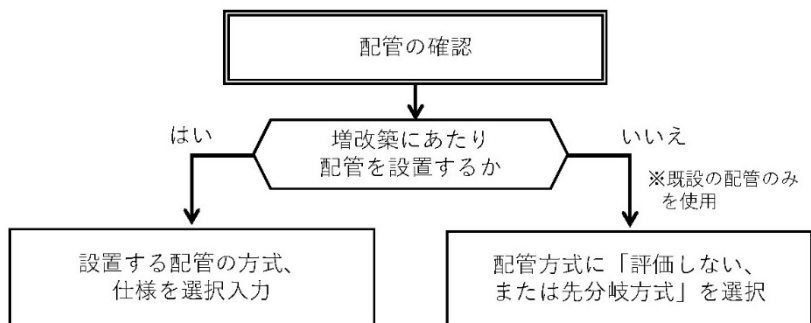 配管の確認
はい
増改築にあたり
配管を設置するか
いいえ
※既設の配管のみ
を使用
設置する配管の方式、
仕様を選択入力
配管方式に「評価しない、
または先分岐方式」を選択